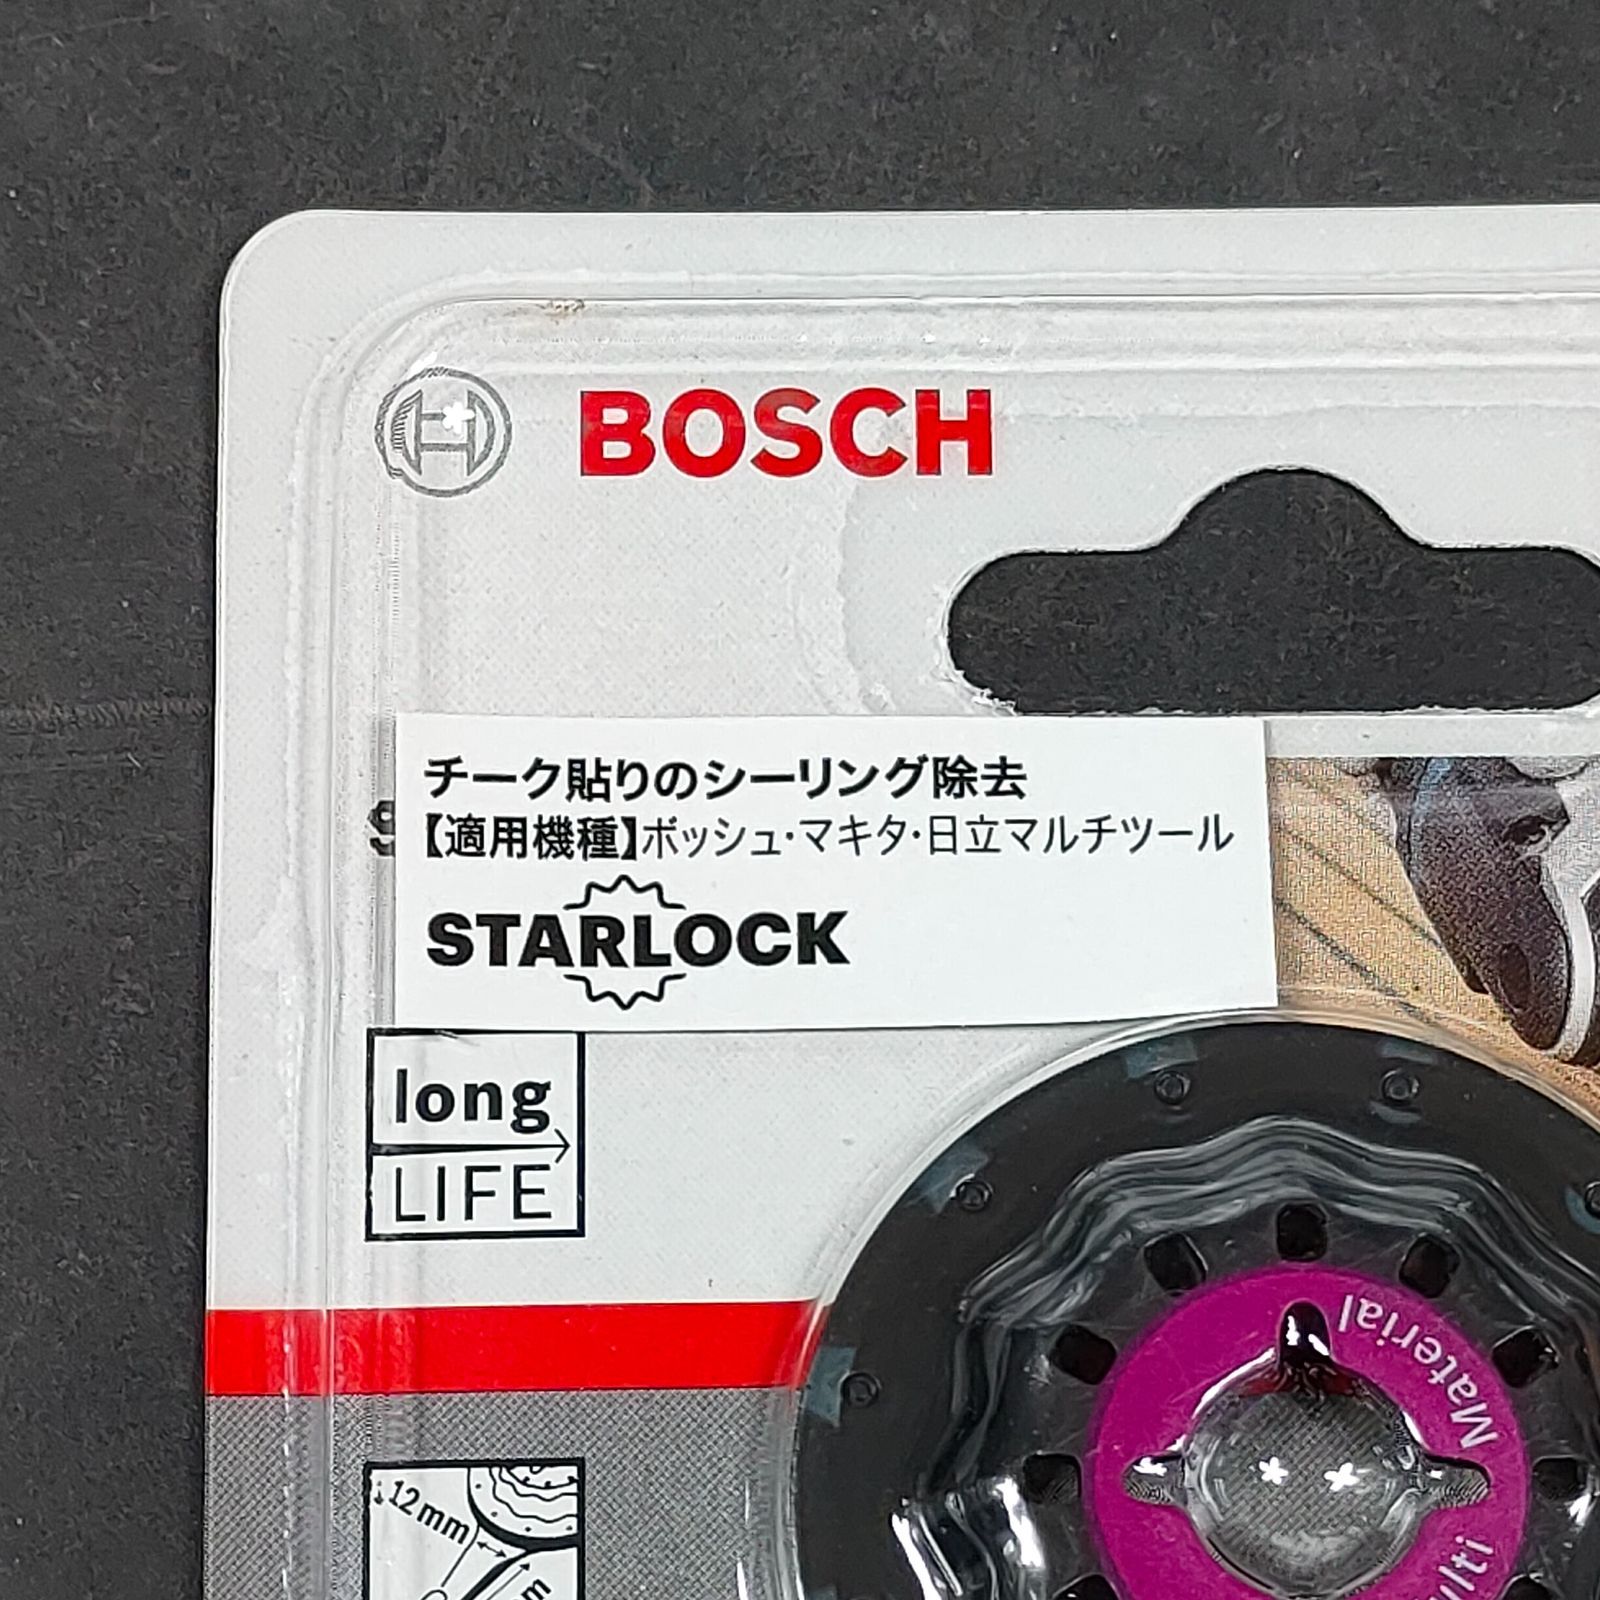 BOSCH
チーク貼りのシーリング除去
【適用機種】ボッシュ・マキタ・日立マルチツール
STARLOCK
long
LIFE
Material
12mm